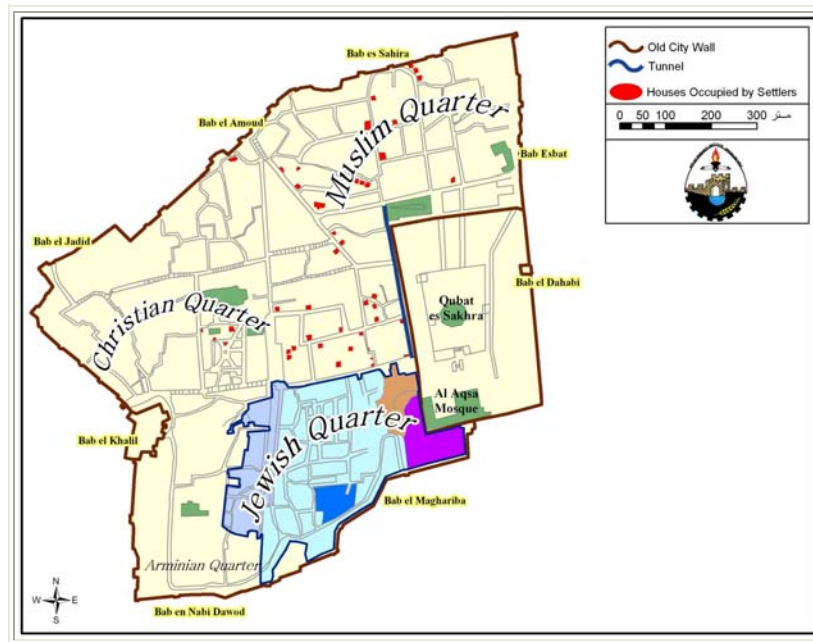 Bab es Sahira
Bab el Amoud
Muslim Quarter
Bab Esbat
Bab el Jadid
Bab el Dahabi
Qubat
es Sakhra
Christian Quarter
Al Aqsa
Mosque
Bab el Khalil
Jewish Quarter
Bab el Maghariba
Arminian Quarter
Bab en Nabi Dawod
N
W
E
S
Old City Wall
Tunnel
Houses Occupied by Settlers
0 50 100 200 300 متر